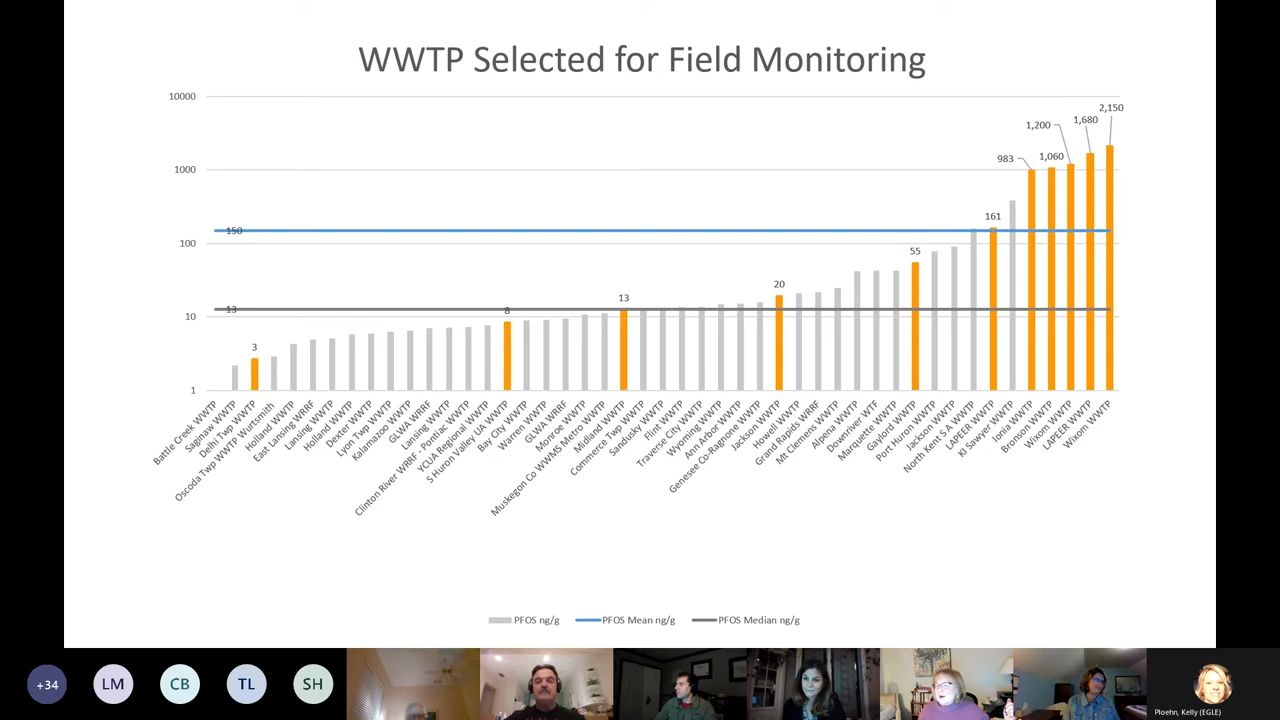 WWTP Selected for Field Monitoring
10000
1000
100
10
1
150
13
3
8
13
20
55
161
983
1,060
1,200
1,680
2,150
Battle Creek WWTP
Saginaw WWTP
Delhi Twp WWTP
Oscoda Twp WWTP Wurtsmith
Holland WWTP
East Lansing WRRF
Lansing WWTP
Holland WWTP
Dexter WWTP
Lyon Twp WWTP
Kalamazoo WWTP
GLWA WRRF
Lansing WWTP
Clinton River WRRF - Pontiac WWTP
YCUA Regional WWTP
S Huron Valley UA WWTP
Bay City WWTP
Warren WWTP
GLWA WRRF
Monroe WWTP
Muskegon Co WWMS Metro WWTP
Midland WWTP
Commerce Twp WWTP
Sandusky WWTP
Flint WWTP
Traverse City WWTP
Wyoming WWTP
Ann Arbor WWTP
Genesee Co-Ragnone WWTP
Jackson WWTP
Howell WWTP
Grand Rapids WRRF
Mt Clemens WWTP
Alpena WWTP
Downriver WTF
Marquette WWTP
Gaylord WWTP
Port Huron WWTP
Jackson WWTP
North Kent S A WWTP
LAPEER WWTP
KI Sawyer WWTP
Ionia WWTP
Bronson WWTP
Wixom WWTP
LAPEER WWTP
Wixon WWTP
PFOS ng/g
PFOS Mean ng/g
PFOS Median ng/g
+34
LM
CB
TL
SH
Ploehn, Kelly (EGLE)